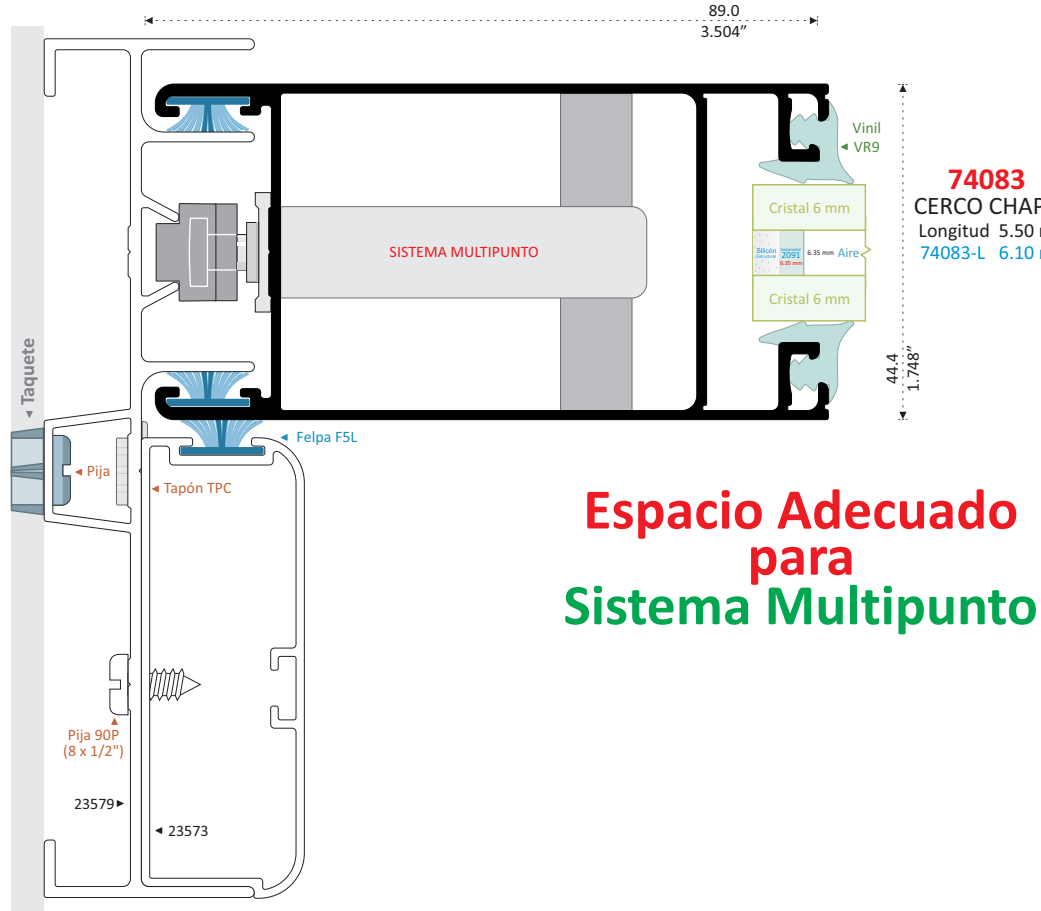 89.0
3.504”
Vinil
VR9
74083
CERCO CHAP
Longitud 5.50
74083-L 6.10
Cristal 6 mm
SISTEMA MULTIPUNTO
Silicón
Estructural
Separador
2091
6.35 mm
6.35 mm
Aire
Cristal 6 mm
44.4
1.748”
Taquete
Felpa F5L
Pija
Tapón TPC
Espacio Adecuado
para
Sistema Multipunto
Pija 90P
(8 x 1/2")
23579
23573